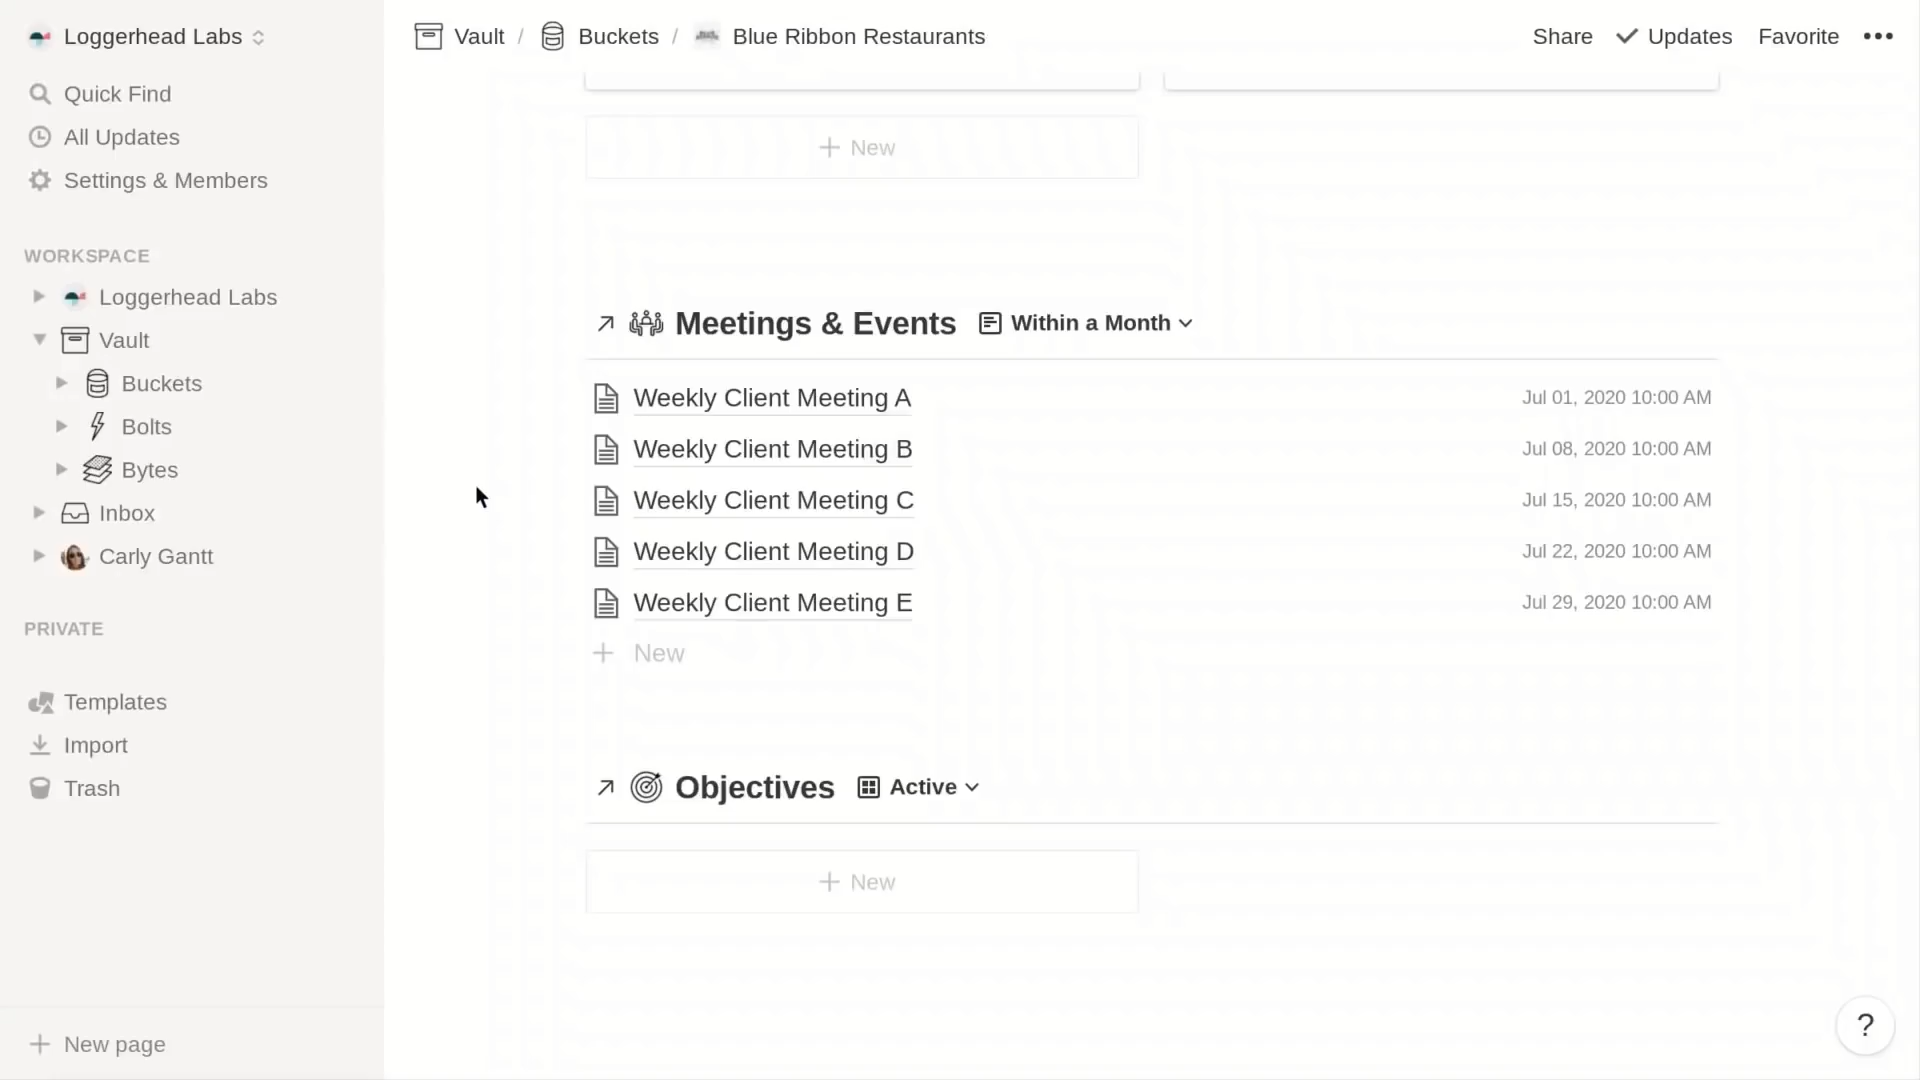 Loggerhead Labs
Vault / Buckets / Blue Ribbon Restaurants
Share Updates Favorite •••
Quick Find
All Updates
Settings & Members
WORKSPACE
Loggerhead Labs
Vault
Buckets
Bolts
Bytes
Inbox
Carly Gantt
PRIVATE
Templates
Import
Trash
+ New page
+ New
Meetings & Events Within a Month
Weekly Client Meeting A Jul 01, 2020 10:00 AM
Weekly Client Meeting B Jul 08, 2020 10:00 AM
Weekly Client Meeting C Jul 15, 2020 10:00 AM
Weekly Client Meeting D Jul 22, 2020 10:00 AM
Weekly Client Meeting E Jul 29, 2020 10:00 AM
+ New
Objectives Active
+ New
?